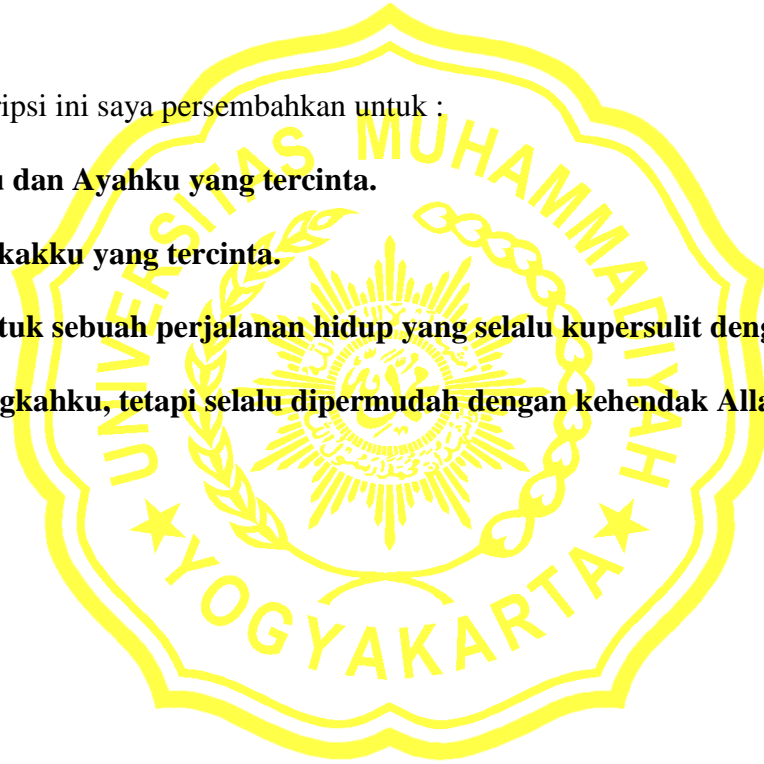 ripsi ini saya persembahkan untuk :
u dan Ayahku yang tercinta.
kakku yang tercinta.
tuk sebuah perjalanan hidup yang selalu kupersulit deng
gkahku, tetapi selalu dipermudah dengan kehendak Alla
UNIVERSITAS MUHAMMADIYAH
YOGYAKARTA